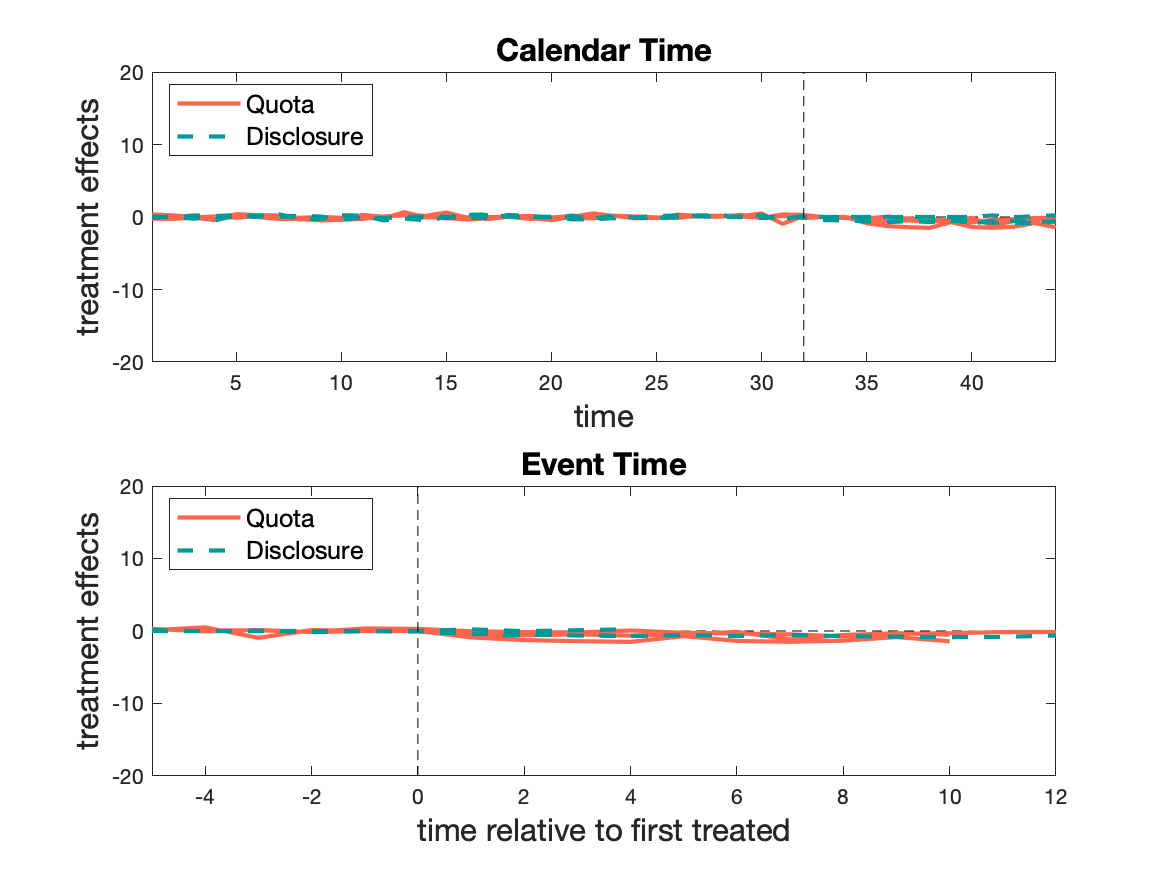 Calendar Time
20
10
0
-10
-20
treatment effects
Quota
Disclosure
5 10 15 20 25 30 35 40
time
Event Time
20
10
0
-10
-20
treatment effects
Quota
Disclosure
-4 -2 0 2 4 6 8 10 12
time relative to first treated